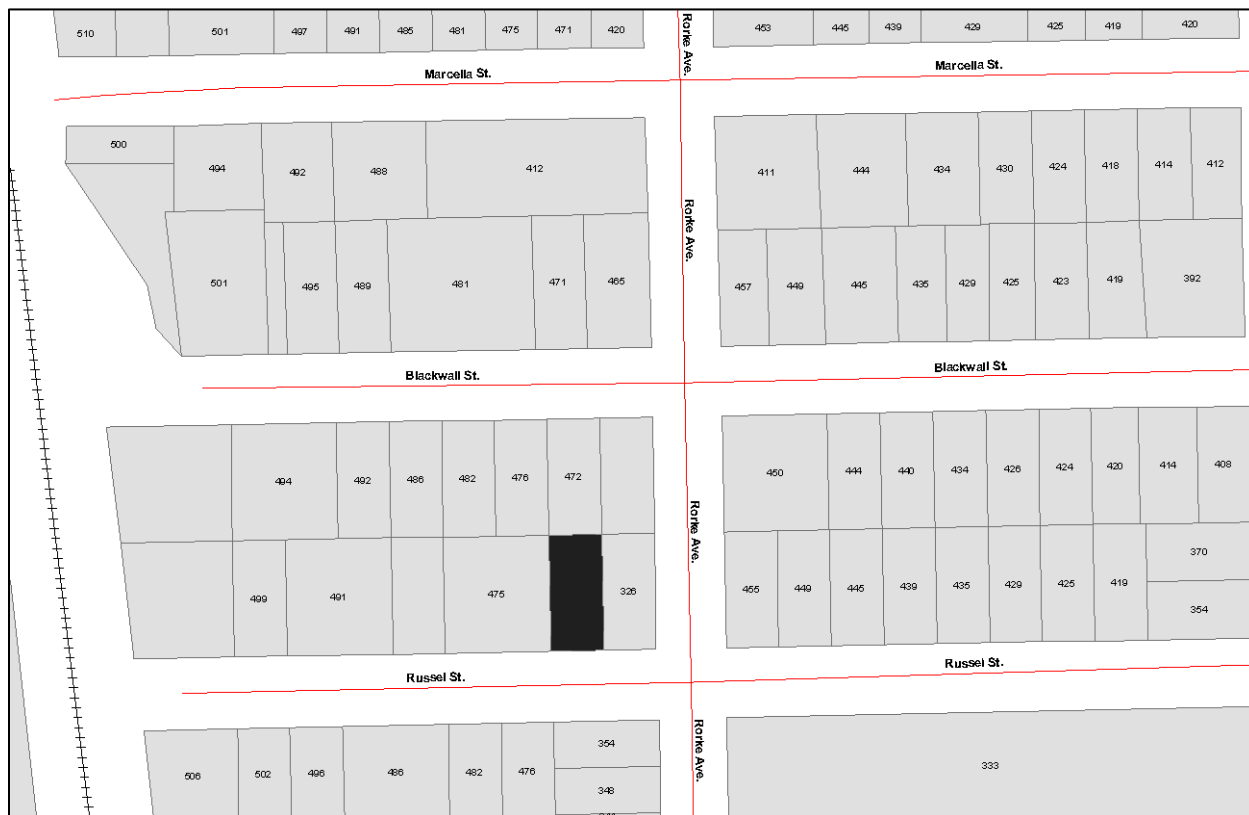 510 501 497 491 485 481 475 471 420 453 445 439 429 425 419 420
Rorke Ave.
Marcella St. Marcella St.
500
494 492 488 412 411 444 434 430 424 418 414 412
Rorke Ave.
501 495 489 481 471 465 457 449 445 435 429 425 423 419 392
Blackwall St. Blackwall St.
494 492 486 482 476 472 450 444 440 434 426 424 420 414 408
Rorke Ave.
370
499 491 475 326 455 449 445 439 435 429 425 419
354
Russel St. Russel St.
Rorke Ave.
354
506 502 496 486 482 476 333
348